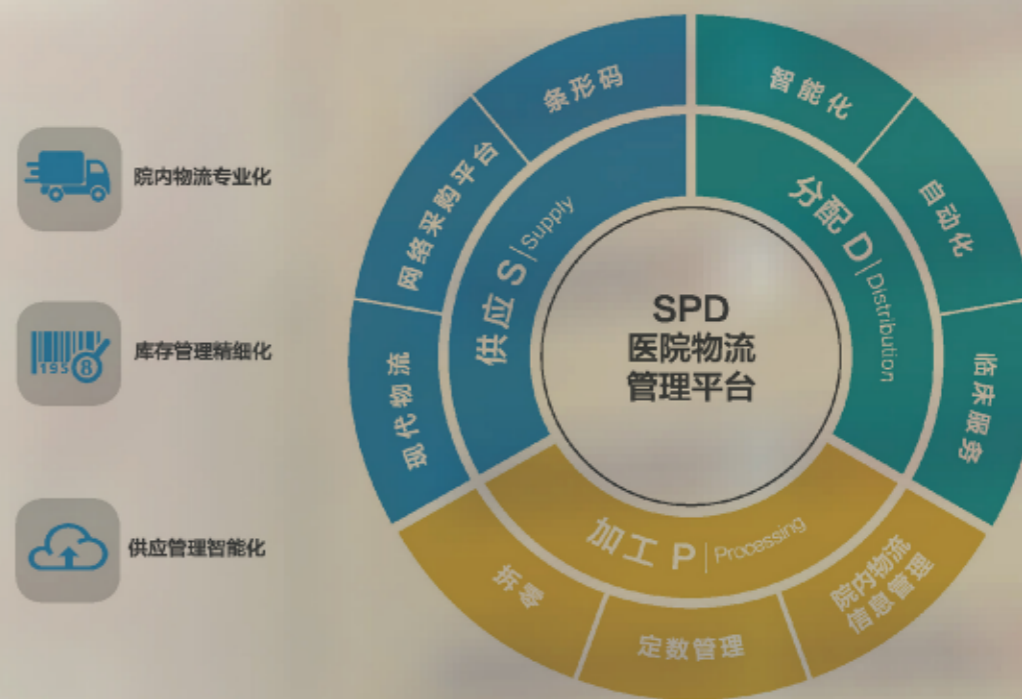 院内物流专业化
库存管理精细化
195 8
供应管理智能化
SPD
医院物流
管理平台
供应 S | Supply
现代物流
网络采购平台
条形码
分配 D | Distribution
智能化
自动化
临床服务
加工 P | Processing
拆零
定数管理
院内物流
信息管理